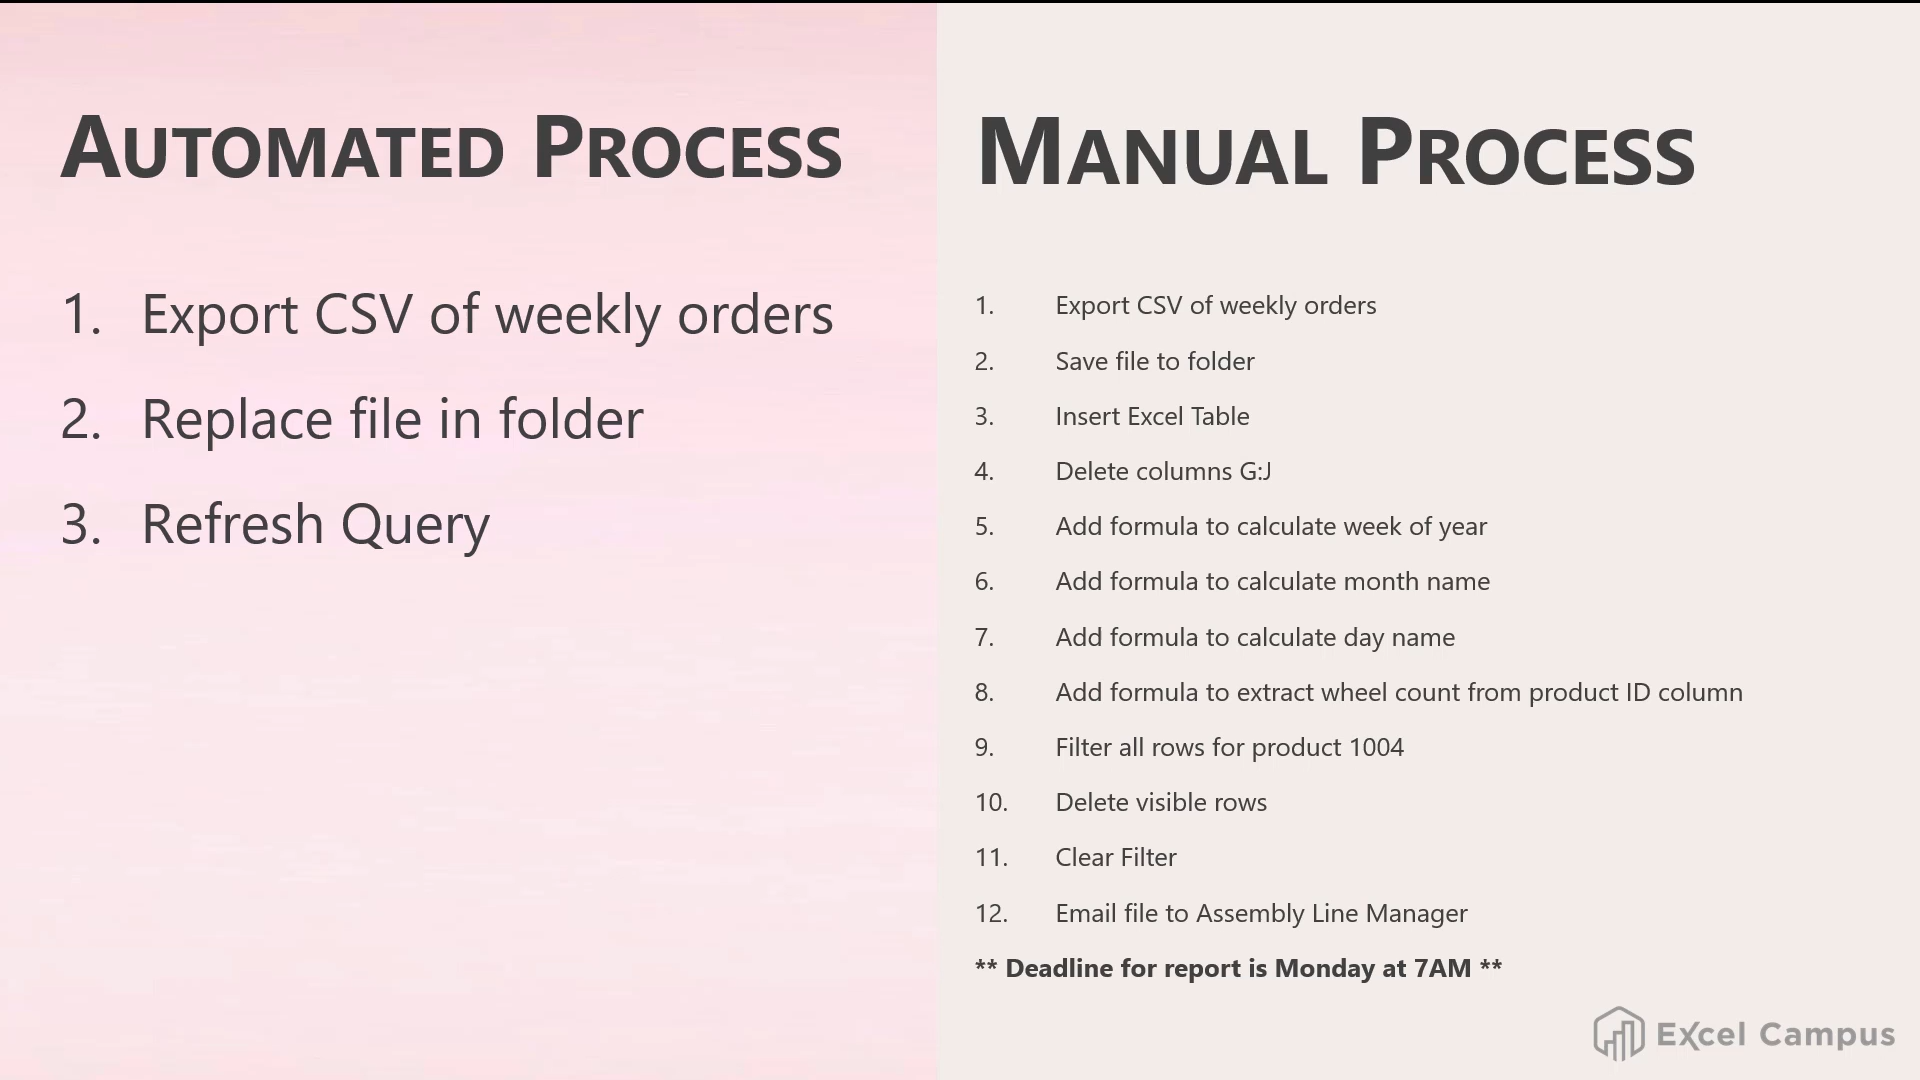 AUTOMATED PROCESS
1. Export CSV of weekly orders
2. Replace file in folder
3. Refresh Query
MANUAL PROCESS
1. Export CSV of weekly orders
2. Save file to folder
3. Insert Excel Table
4. Delete columns G:J
5. Add formula to calculate week of year
6. Add formula to calculate month name
7. Add formula to calculate day name
8. Add formula to extract wheel count from product ID column
9. Filter all rows for product 1004
10. Delete visible rows
11. Clear Filter
12. Email file to Assembly Line Manager
** Deadline for report is Monday at 7AM **
Excel Campus